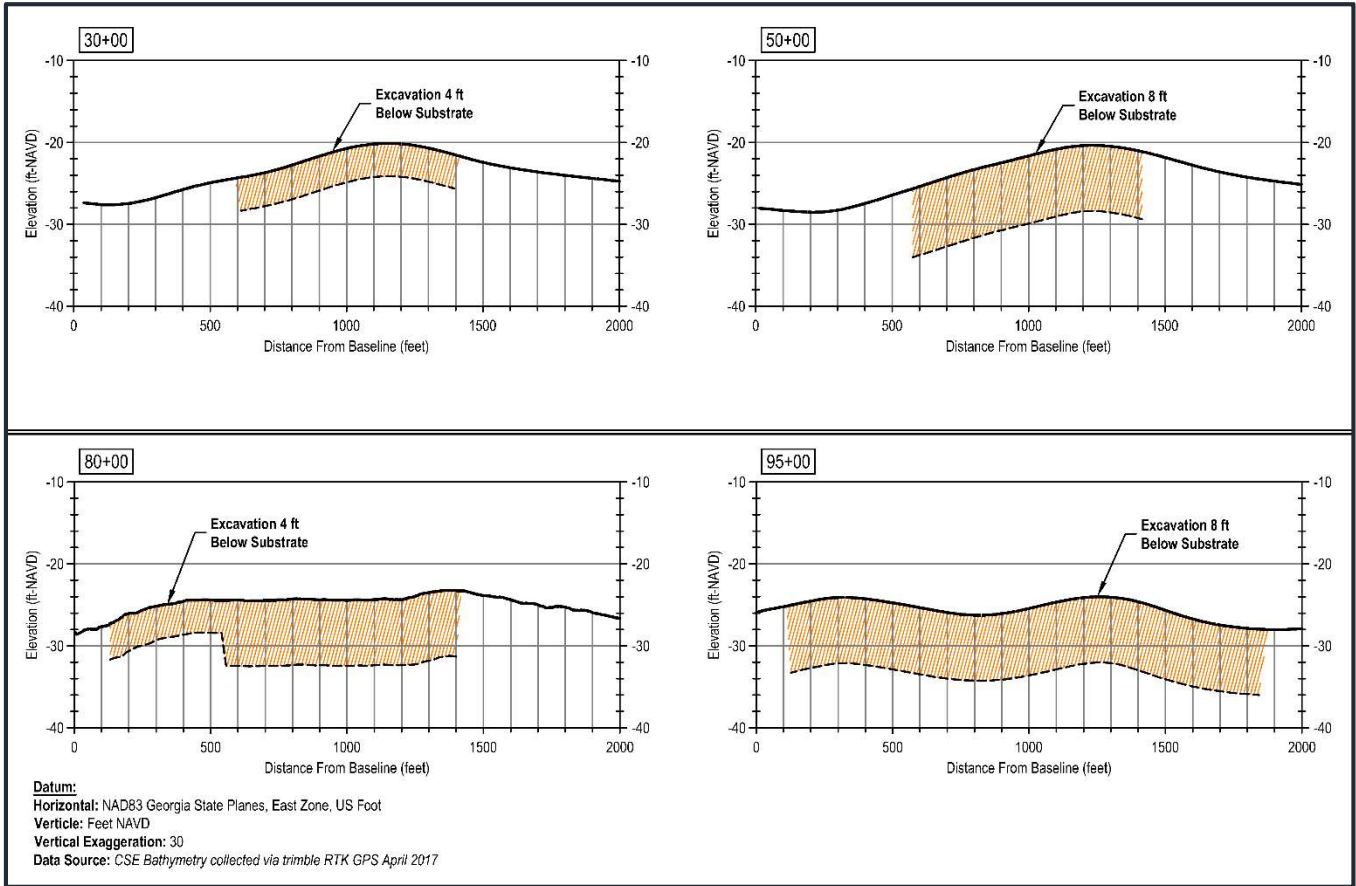 30+00
-10
-20
-30
-40
-10
-20
-30
-40
Elevation (ft-NAVD)
Excavation 4 ft
Below Substrate
0
500
1000
1500
2000
Distance From Baseline (feet)
50+00
-10
-20
-30
-40
-10
-20
-30
-40
Elevation (ft-NAVD)
Excavation 8 ft
Below Substrate
0
500
1000
1500
2000
Distance From Baseline (feet)
80+00
-10
-20
-30
-40
-10
-20
-30
-40
Elevation (ft-NAVD)
Excavation 4 ft
Below Substrate
0
500
1000
1500
2000
Distance From Baseline (feet)
95+00
-10
-20
-30
-40
-10
-20
-30
-40
Elevation (ft-NAVD)
Excavation 8 ft
Below Substrate
0
500
1000
1500
2000
Distance From Baseline (feet)
Datum:
Horizontal: NAD83 Georgia State Planes, East Zone, US Foot
Verticle: Feet NAVD
Vertical Exaggeration: 30
Data Source: CSE Bathymetry collected via trimble RTK GPS April 2017